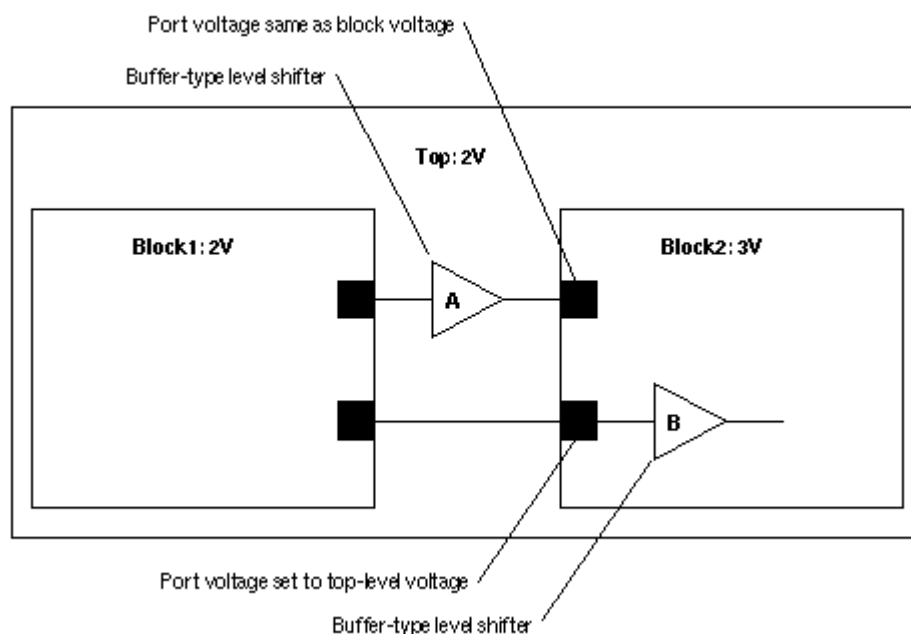 Port voltage same as block voltage
Buffer-type level shifter
Top: 2V
Block1: 2V
Block2: 3V
A
B
Port voltage set to top-level voltage
Buffer-type level shifter